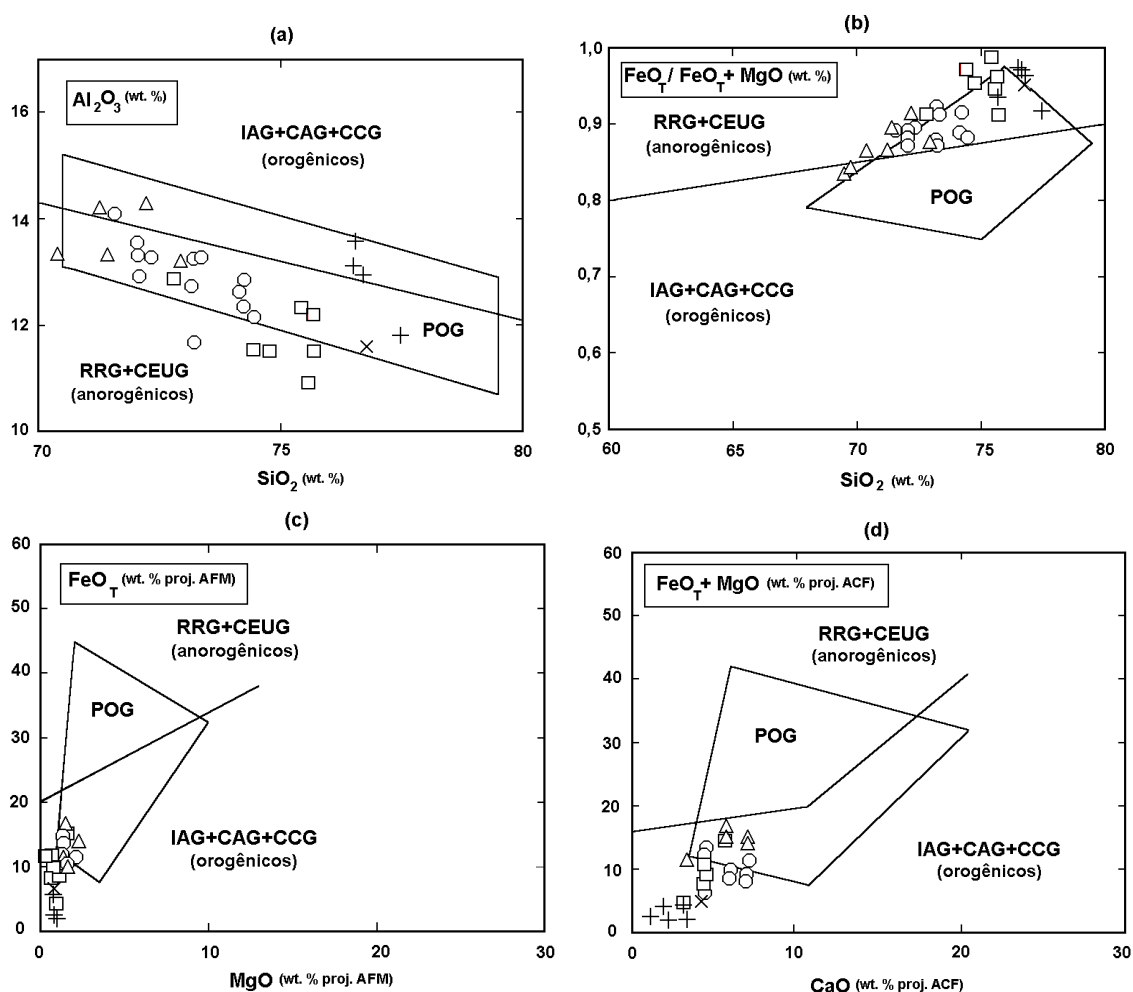 (a)
Al2O3 (wt. %)
IAG+CAG+CCG
(orogênicos)
POG
RRG+CEUG
(anorogênicos)
16
14
12
10
70
75
80
SiO2 (wt. %)
(b)
FeOT/ FeOT+ MgO (wt. %)
RRG+CEUG
(anorogênicos)
POG
IAG+CAG+CCG
(orogênicos)
1,0
0,9
0,8
0,7
0,6
0,5
60
65
70
75
80
SiO2 (wt. %)
(c)
FeOT (wt. % proj. AFM)
RRG+CEUG
(anorogênicos)
POG
IAG+CAG+CCG
(orogênicos)
60
50
40
30
20
10
0
0
10
20
30
MgO (wt. % proj. AFM)
(d)
FeOT+ MgO (wt. % proj. ACF)
RRG+CEUG
(anorogênicos)
POG
IAG+CAG+CCG
(orogênicos)
60
50
40
30
20
10
0
0
10
20
30
CaO (wt. % proj. ACF)